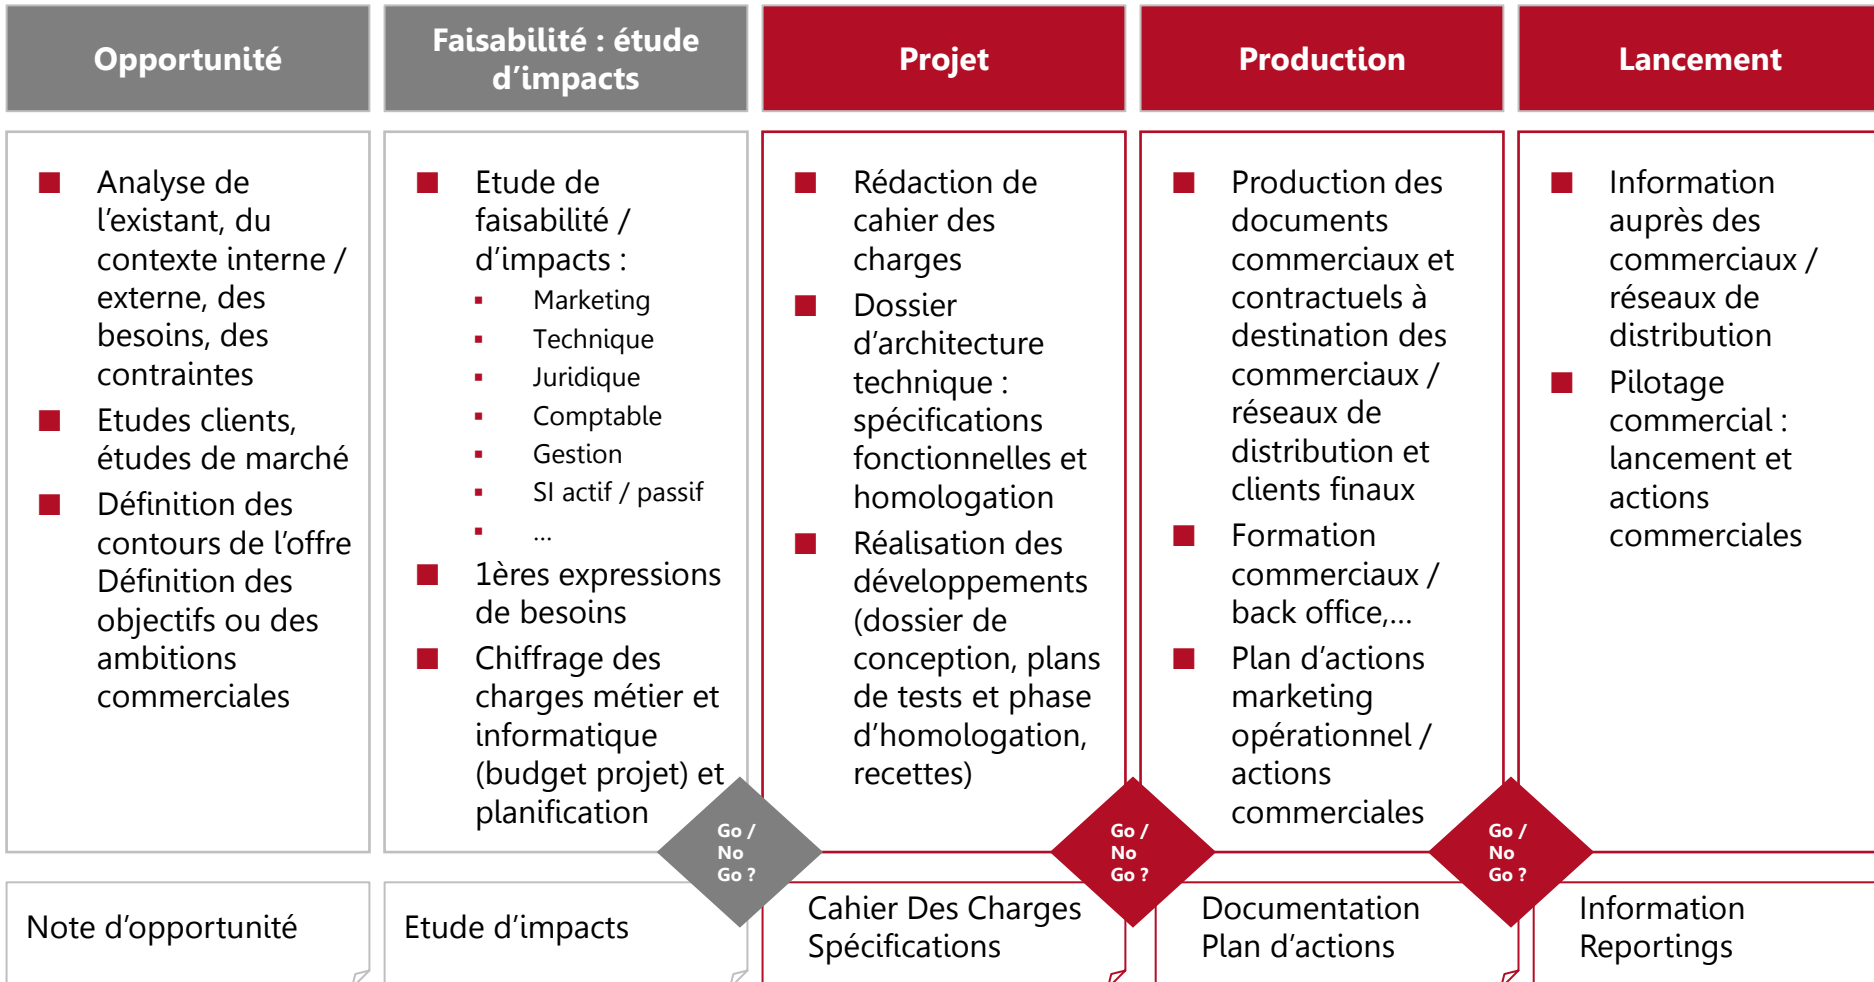 Opportunité
Faisabilité : étude
d’impacts
Projet
Production
Lancement
Analyse de
l’existant, du
contexte interne /
externe, des
besoins, des
contraintes
Etudes clients,
études de marché
Définition des
contours de l’offre
Définition des
objectifs ou des
ambitions
commerciales
Etude de
faisabilité /
d’impacts :
Marketing
Technique
Juridique
Comptable
Gestion
SI actif / passif
...
1ères expressions
de besoins
Chiffrage des
charges métier et
informatique
(budget projet) et
planification
Rédaction de
cahier des
charges
Dossier
d’architecture
technique :
spécifications
fonctionnelles et
homologation
Réalisation des
développements
(dossier de
conception, plans
de tests et phase
d’homologation,
recettes)
Production des
documents
commerciaux et
contractuels à
destination des
commerciaux /
réseaux de
distribution et
clients finaux
Formation
commerciaux /
back office,...
Plan d’actions
marketing
opérationnel /
actions
commerciales
Information
auprès des
commerciaux /
réseaux de
distribution
Pilotage
commercial :
lancement et
actions
commerciales
Go /
No
Go ?
Go /
No
Go ?
Go /
No
Go ?
Note d’opportunité
Etude d’impacts
Cahier Des Charges
Spécifications
Documentation
Plan d’actions
Information
Reportings